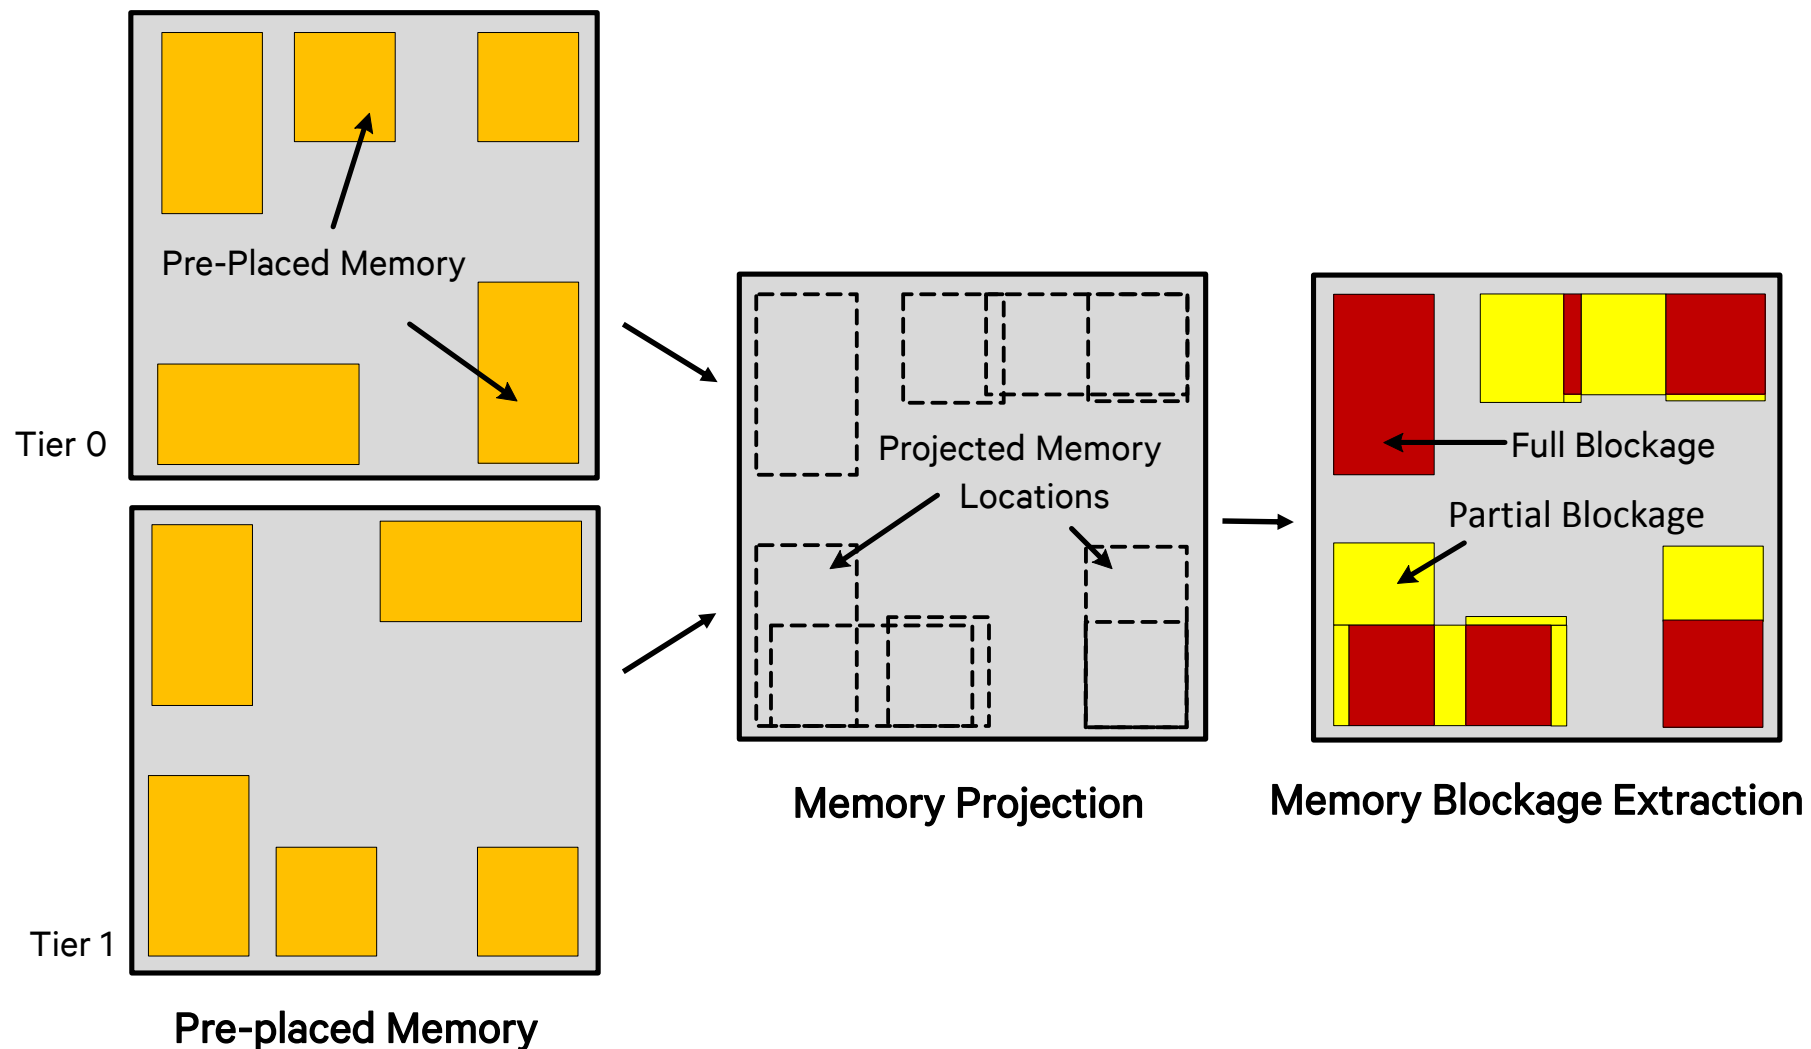 Pre-Placed Memory
Tier 0
Tier 1
Pre-placed Memory
Projected Memory
Locations
Memory Projection
Full Blockage
Partial Blockage
Memory Blockage Extraction